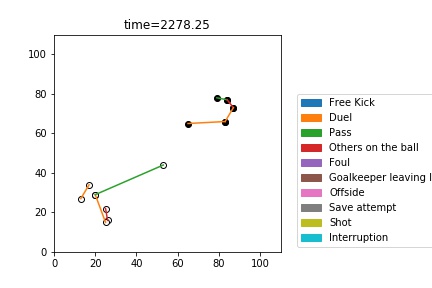 time=2278.25
100
80
60
40
20
0
0 20 40 60 80 100
Free Kick
Duel
Pass
Others on the ball
Foul
Goalkeeper leaving l
Offside
Save attempt
Shot
Interruption